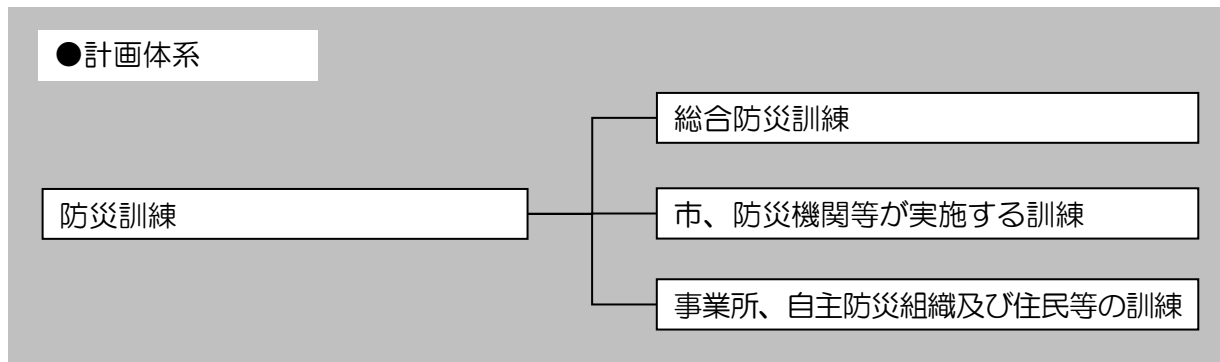 ●計画体系
総合防災訓練
防災訓練
市、防災機関等が実施する訓練
事業所、自主防災組織及び住民等の訓練